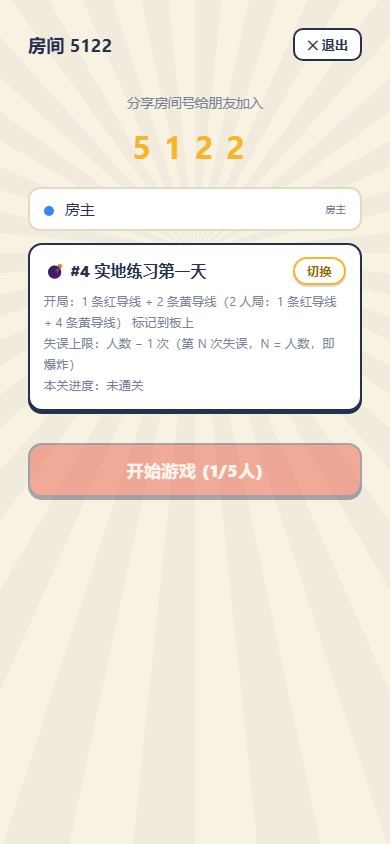 房间 5122
× 退出
分享房间号给朋友加入
5 1 2 2
房主
房主
#4 实地练习第一天
切换
开局：1 条红导线 + 2 条黄导线（2 人局：1 条红导线
+ 4 条黄导线） 标记到板上
失误上限：人数 − 1 次（第 N 次失误，N = 人数，即
爆炸）
本关进度：未通关
开始游戏 (1/5人)